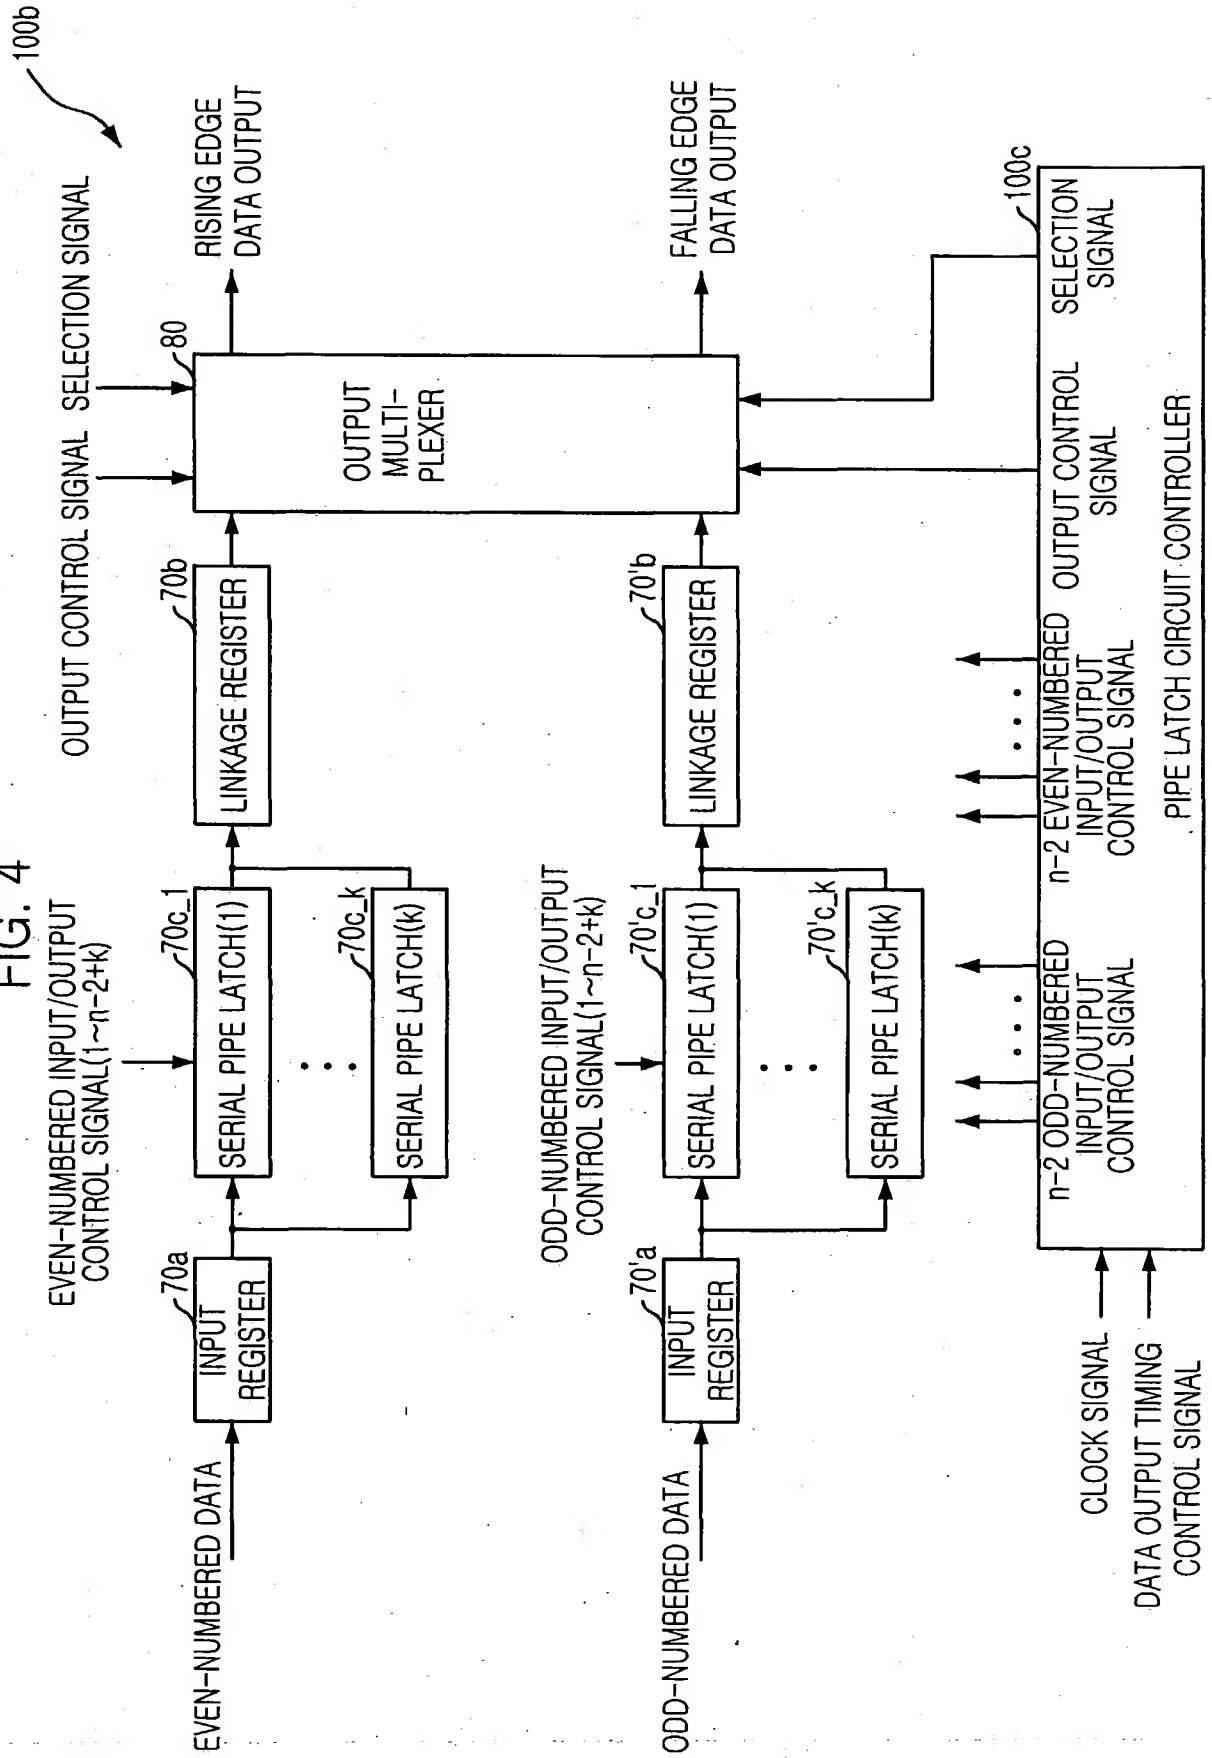 FIG. 4
100b
EVEN-NUMBERED INPUT/OUTPUT
CONTROL SIGNAL(1~n-2+k)
OUTPUT CONTROL SIGNAL
SELECTION SIGNAL
EVEN-NUMBERED DATA
70a
INPUT
REGISTER
70c_1
SERIAL PIPE LATCH(1)
70c_k
SERIAL PIPE LATCH(k)
70b
LINKAGE REGISTER
80
OUTPUT
MULTI-
PLEXER
RISING EDGE
DATA OUTPUT
ODD-NUMBERED INPUT/OUTPUT
CONTROL SIGNAL(1~n-2+k)
ODD-NUMBERED DATA
70'a
INPUT
REGISTER
70'c_1
SERIAL PIPE LATCH(1)
70'c_k
SERIAL PIPE LATCH(k)
70'b
LINKAGE REGISTER
FALLING EDGE
DATA OUTPUT
100c
CLOCK SIGNAL
DATA OUTPUT TIMING
CONTROL SIGNAL
n-2 ODD-NUMBERED
INPUT/OUTPUT
CONTROL SIGNAL
n-2 EVEN-NUMBERED
INPUT/OUTPUT
CONTROL SIGNAL
OUTPUT CONTROL
SIGNAL
SELECTION
SIGNAL
PIPE LATCH CIRCUIT CONTROLLER